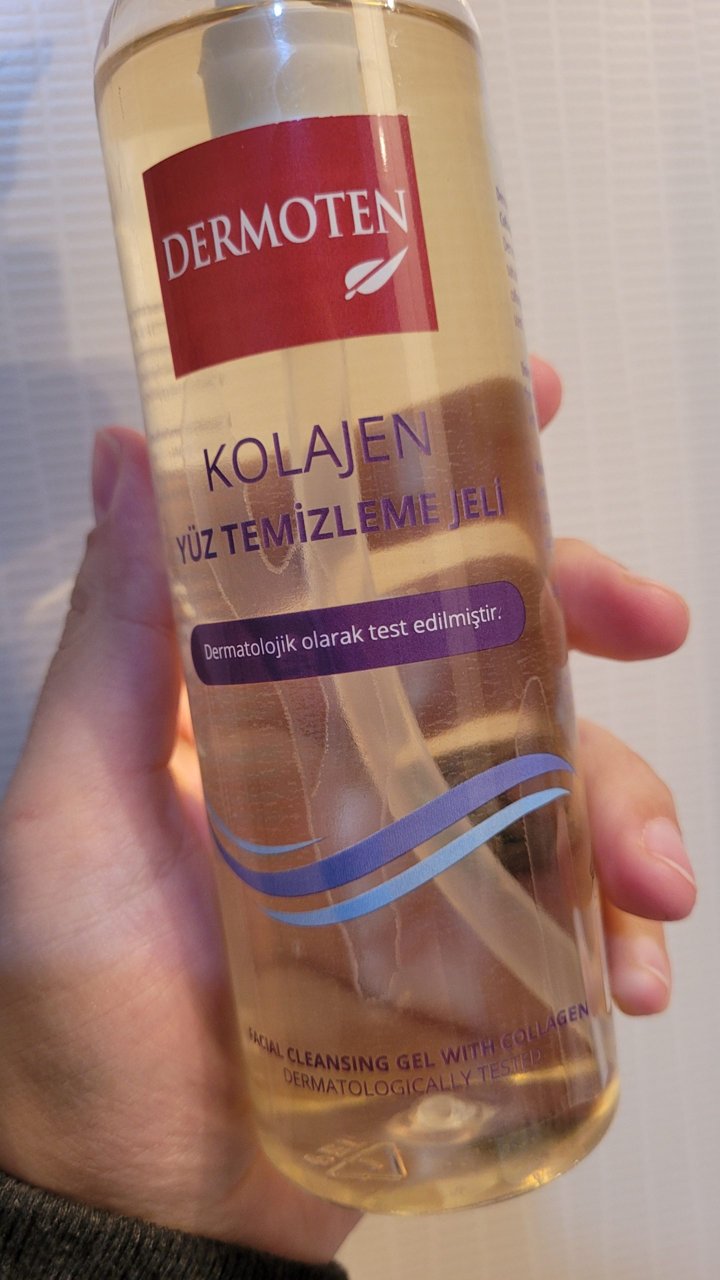 DERMOTEN
KOLAJEN
YÜZ TEMİZLEME JELİ
Dermatolojik olarak test edilmiştir.
FACIAL CLEANSING GEL WITH COLLAGEN
DERMATOLOGICALLY TESTED